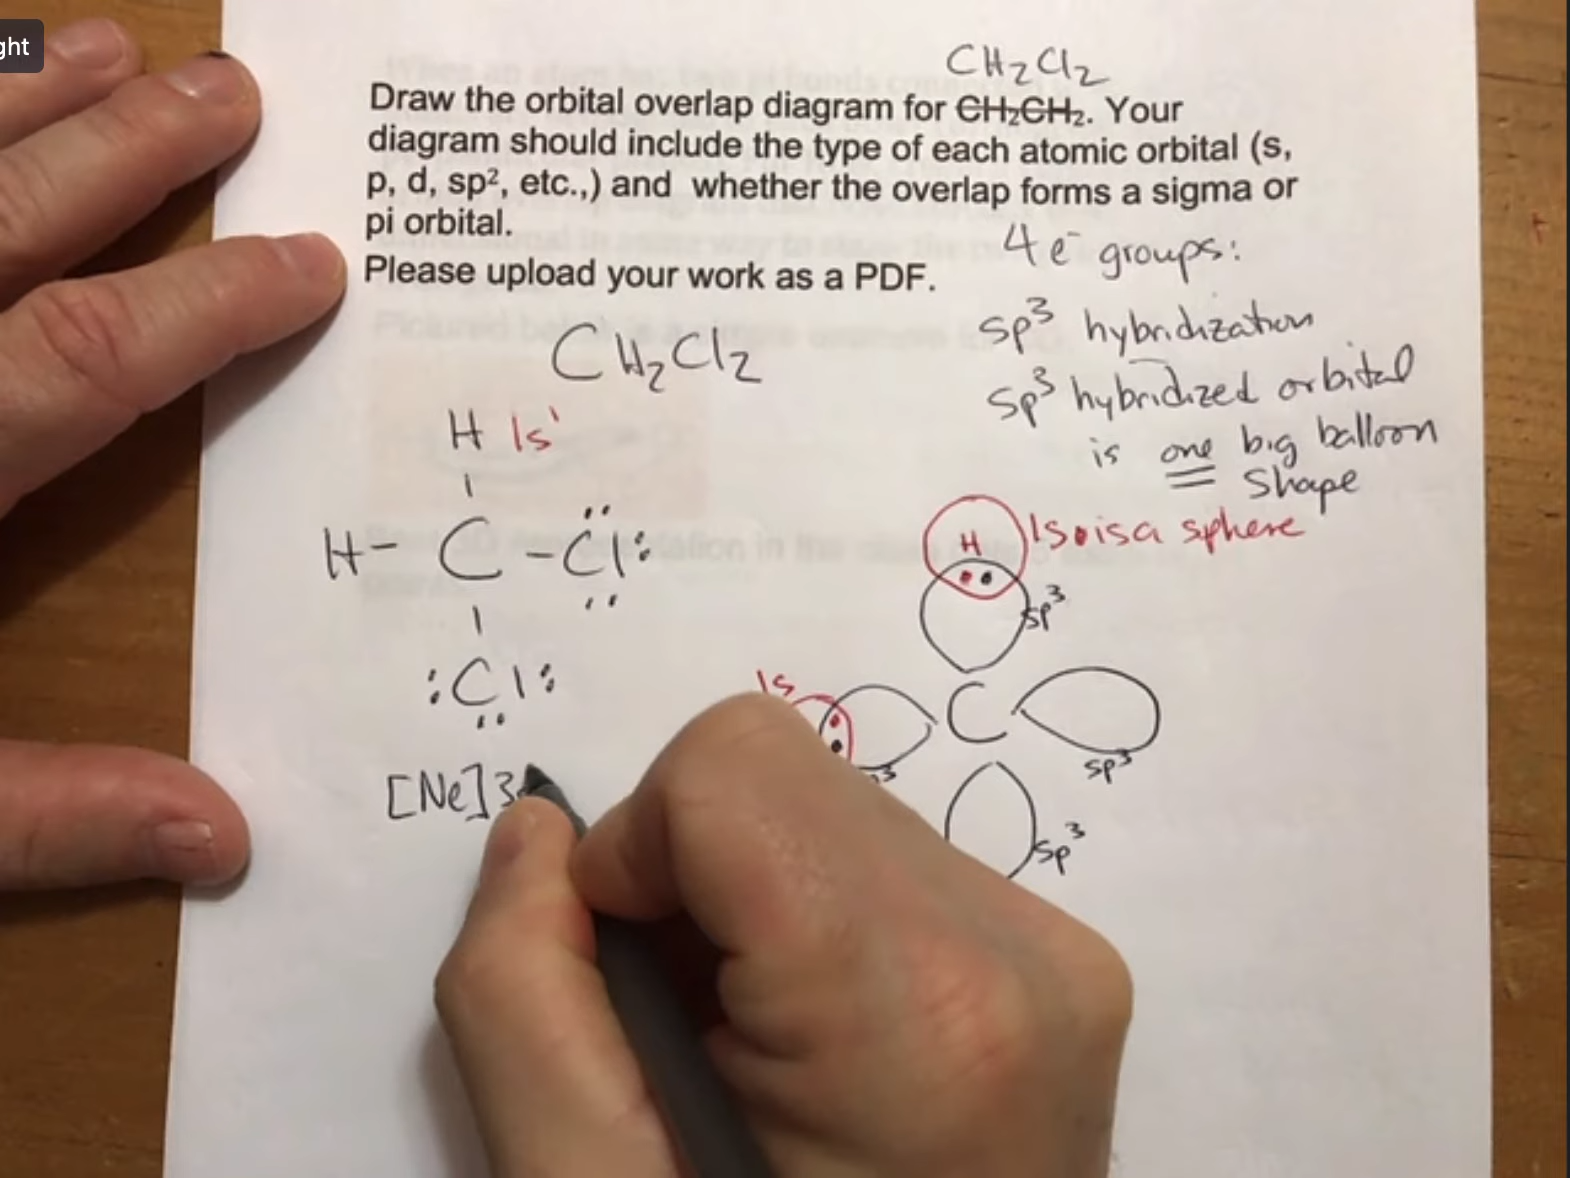 ght
CH₂Cl₂
Draw the orbital overlap diagram for CH₂CH₂. Your
diagram should include the type of each atomic orbital (s,
p, d, sp², etc.,) and whether the overlap forms a sigma or
pi orbital.
Please upload your work as a PDF.
4 e⁻ groups:
sp³ hybridization
sp³ hybridized orbital
is one big balloon
shape
CH₂Cl₂
H 1s¹
H - C - Cl:
:Cl:
[Ne]3
H 1s is a sphere
sp³
1s
C
sp³
sp³